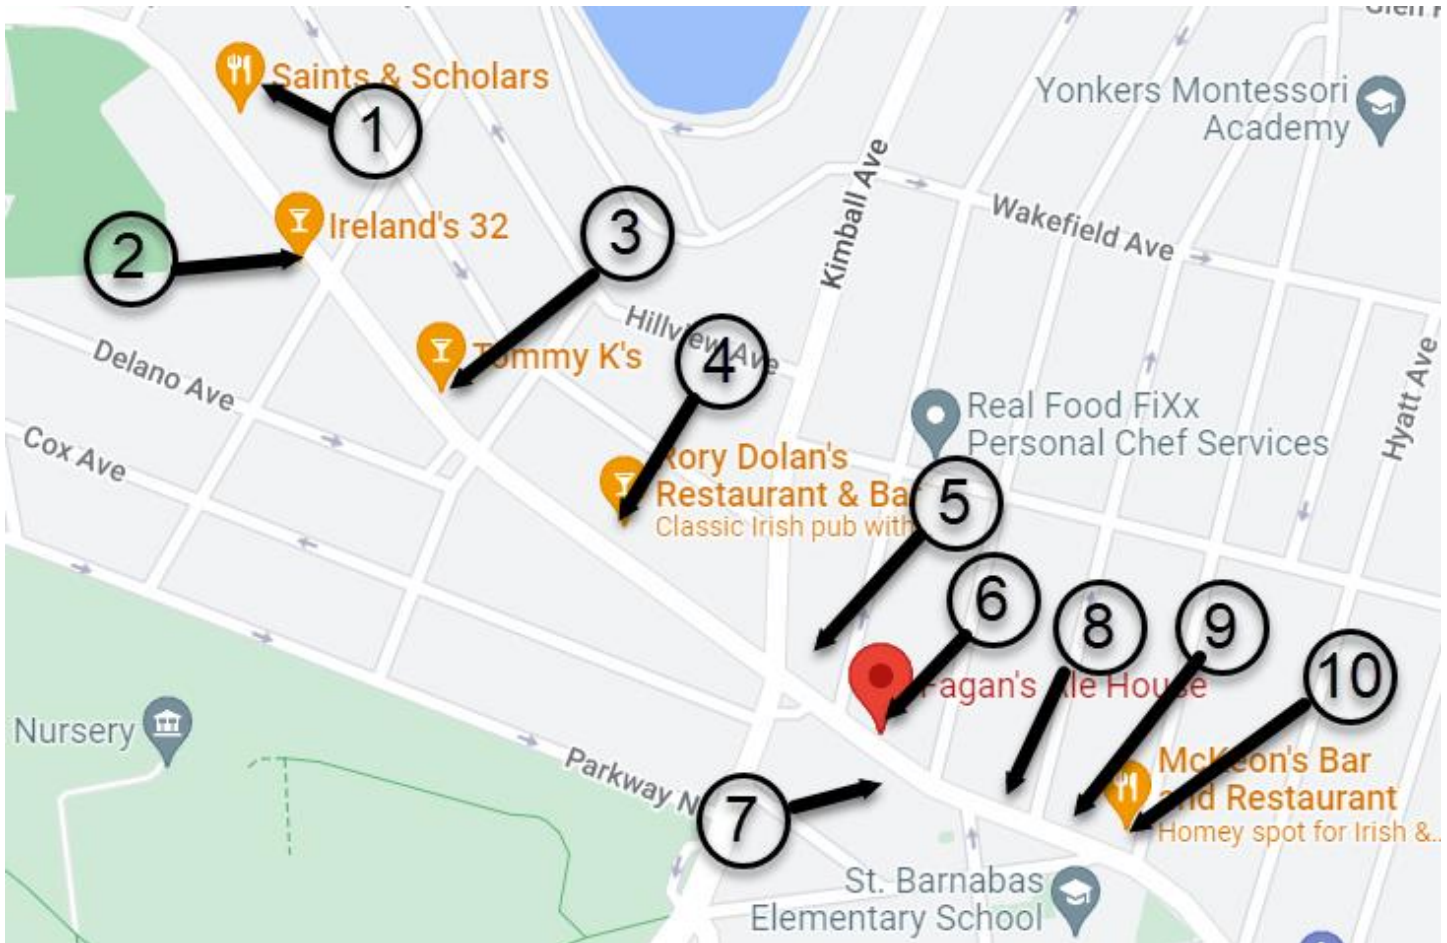 Saints & Scholars
1
Yonkers Montessori
Academy
Kimball Ave
Wakefield Ave
2
Ireland's 32
3
Hillview Ave
Tommy K's
4
Delano Ave
Cox Ave
Hyatt Ave
Real Food FiXx
Personal Chef Services
Rory Dolan's
Restaurant & Ba
Classic Irish pub with
5
6
8
9
10
Fagan's Ale House
Nursery
Parkway N
7
McKeon's Bar
and Restaurant
Homey spot for Irish &...
St. Barnabas
Elementary School